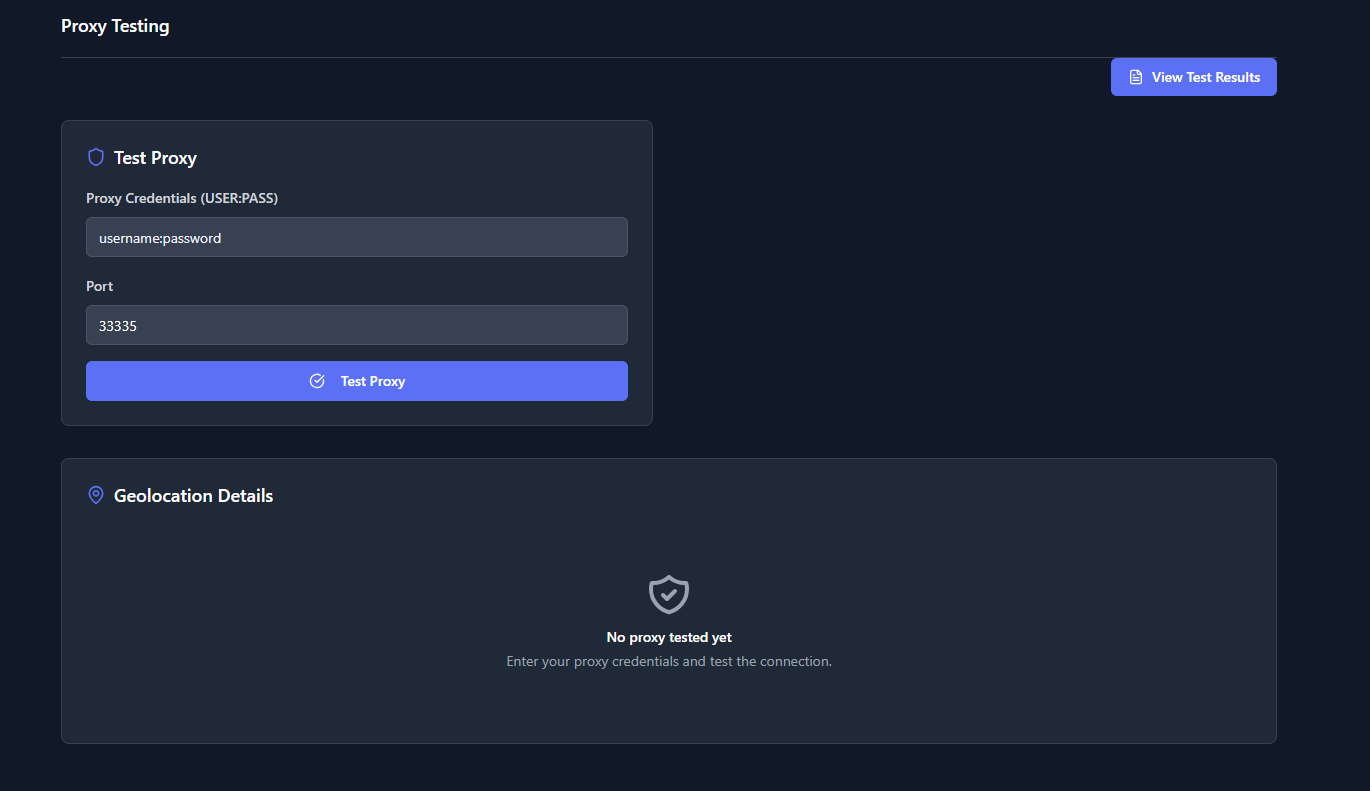 Proxy Testing
View Test Results
Test Proxy
Proxy Credentials (USER:PASS)
username:password
Port
33335
Test Proxy
Geolocation Details
No proxy tested yet
Enter your proxy credentials and test the connection.